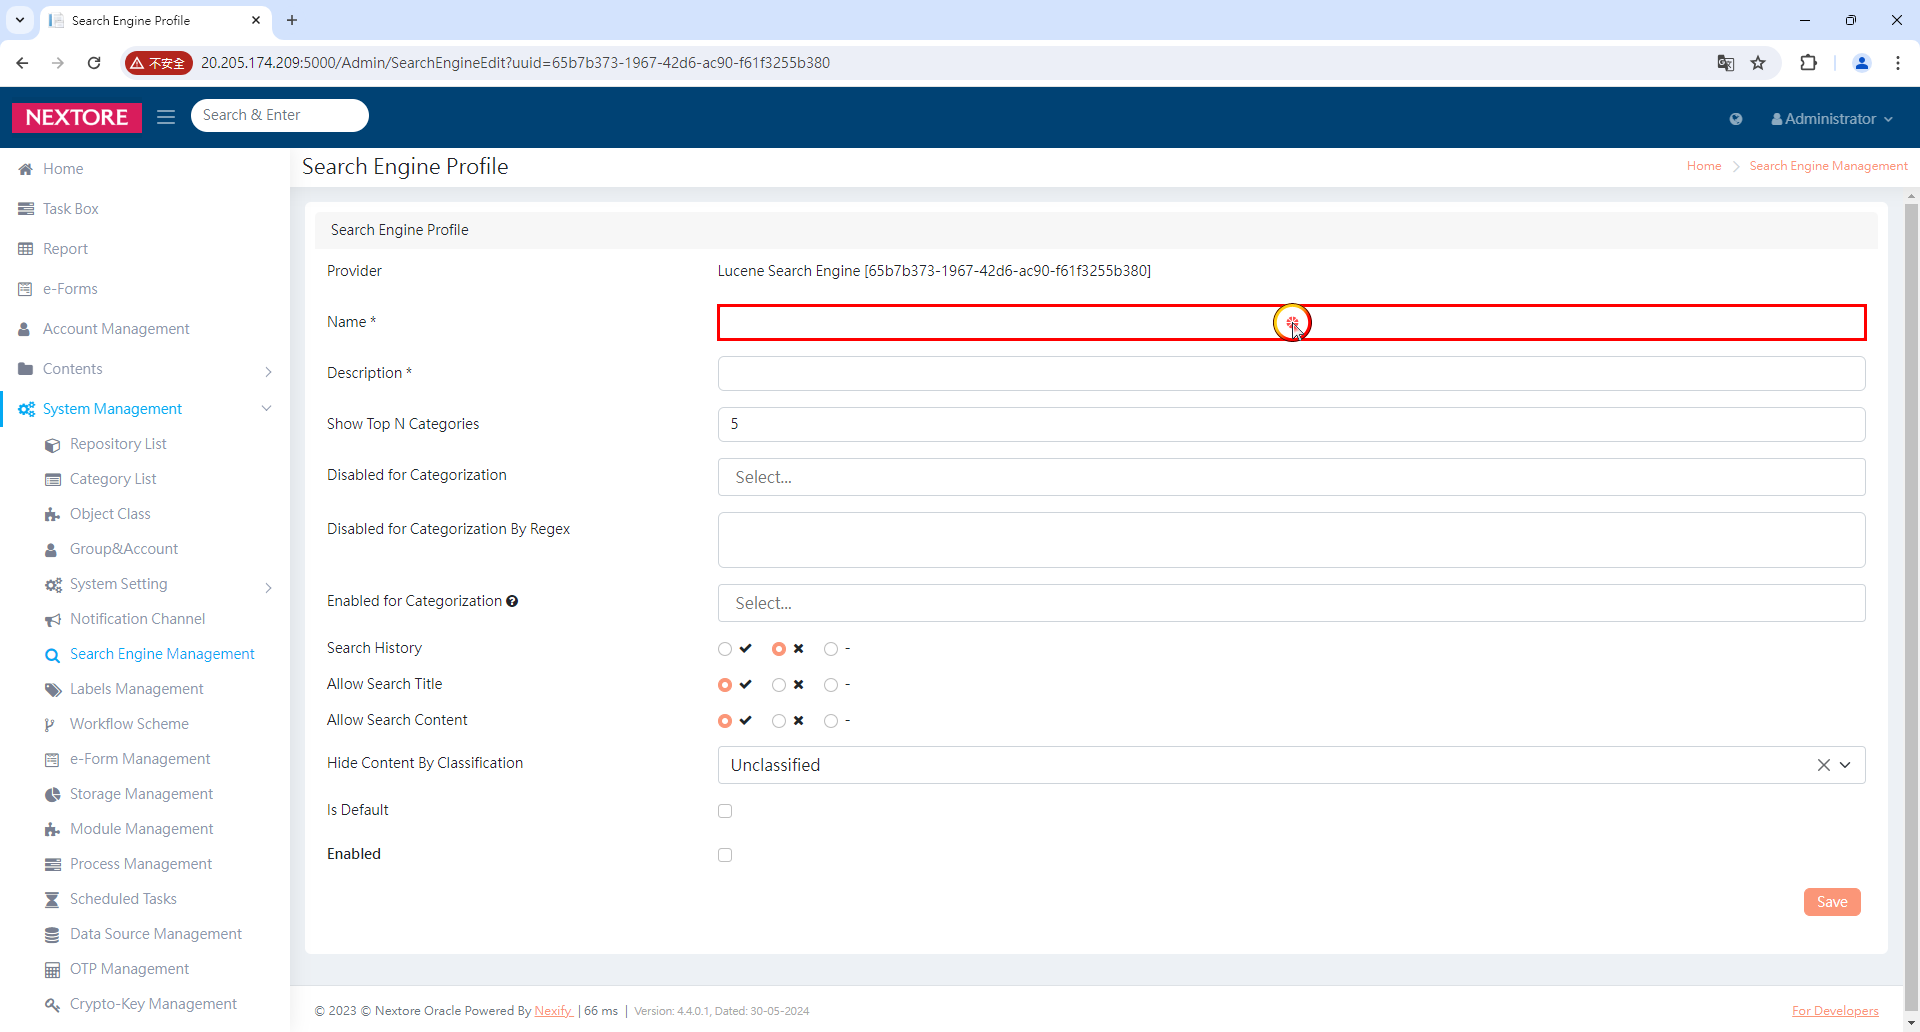 Search Engine Profile
不安全
20.205.174.209:5000/Admin/SearchEngineEdit?uuid=65b7b373-1967-42d6-ac90-f61f3255b380
NEXTORE
Search & Enter
Administrator
Home
Task Box
Report
e-Forms
Account Management
Contents
System Management
Repository List
Category List
Object Class
Group&Account
System Setting
Notification Channel
Search Engine Management
Labels Management
Workflow Scheme
e-Form Management
Storage Management
Module Management
Process Management
Scheduled Tasks
Data Source Management
OTP Management
Crypto-Key Management
Search Engine Profile
Home > Search Engine Management
Search Engine Profile
Provider
Lucene Search Engine [65b7b373-1967-42d6-ac90-f61f3255b380]
Name *
Description *
Show Top N Categories
5
Disabled for Categorization
Select...
Disabled for Categorization By Regex
Enabled for Categorization
Select...
Search History
-
Allow Search Title
-
Allow Search Content
-
Hide Content By Classification
Unclassified
Is Default
Enabled
Save
© 2023 © Nextore Oracle Powered By Nexify | 66 ms | Version: 4.4.0.1, Dated: 30-05-2024
For Developers